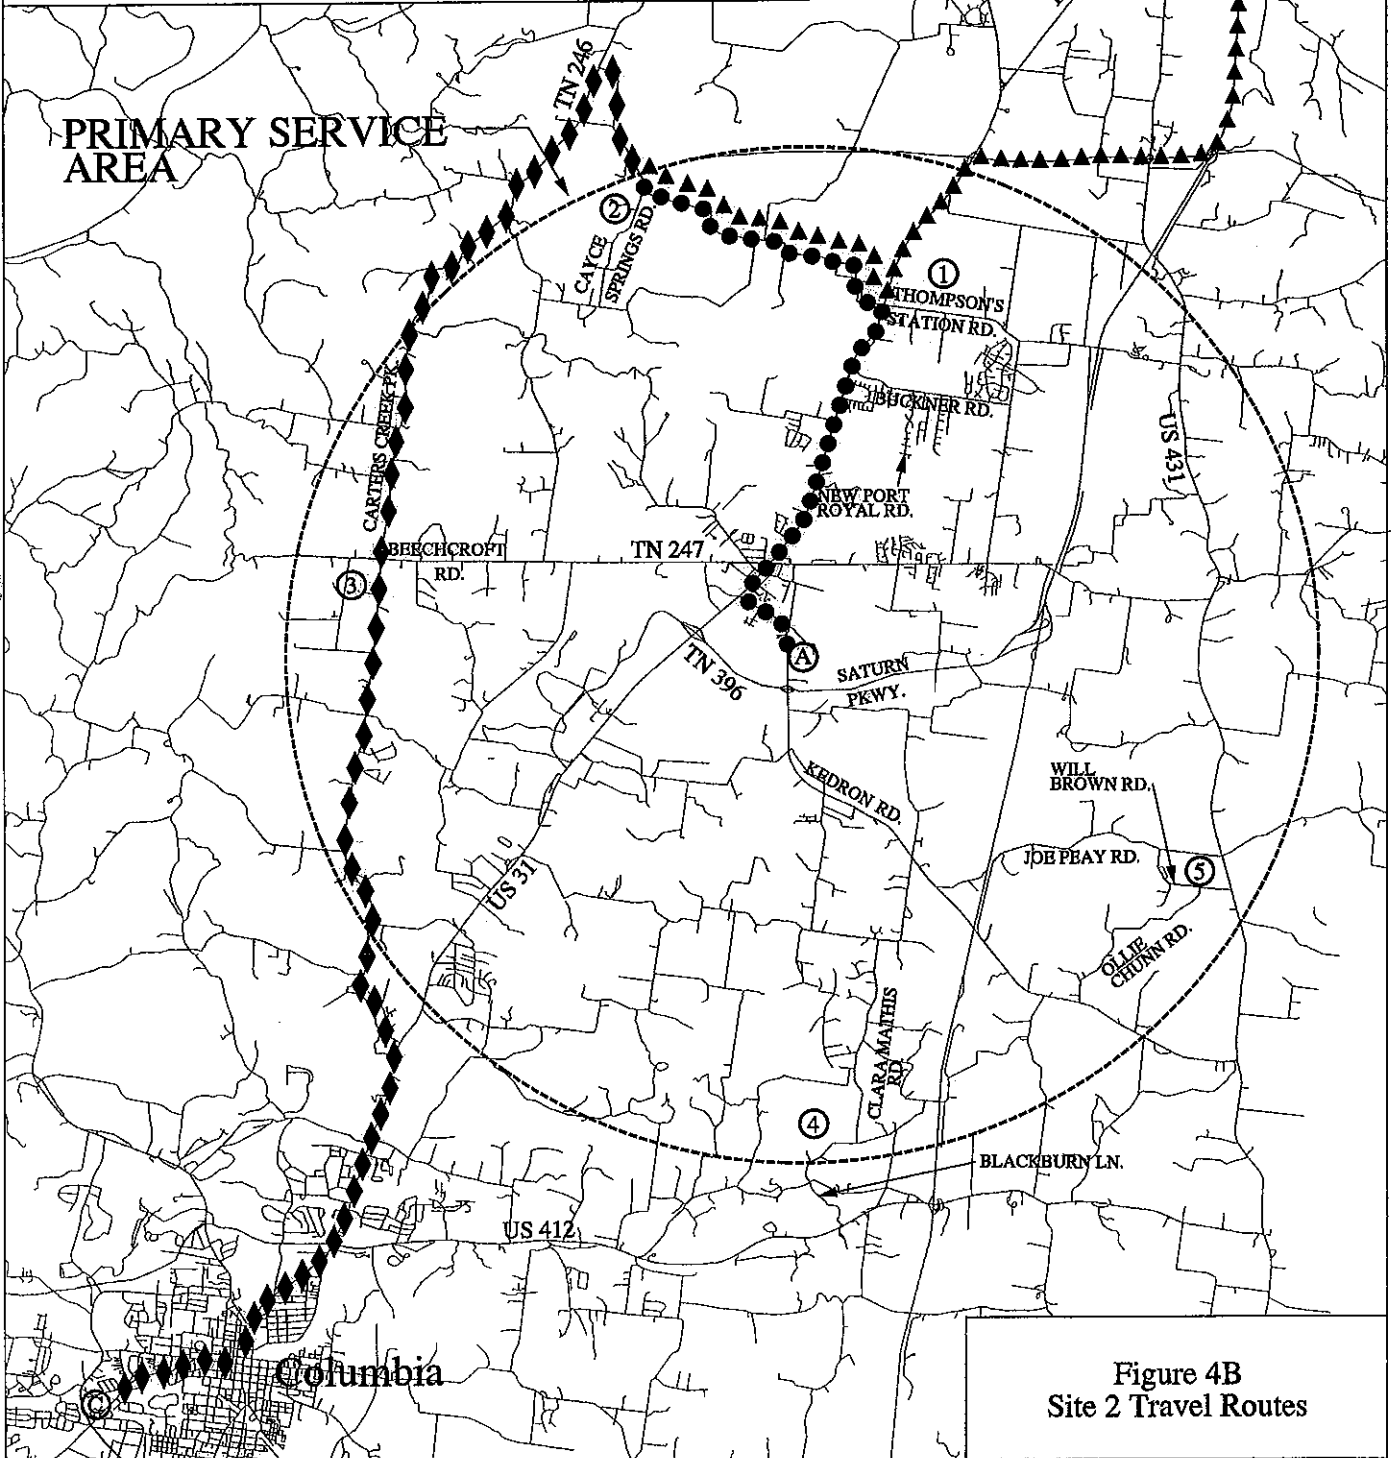 TN 246
PRIMARY SERVICE
AREA
2
CAYCE
SPRINGS RD.
1
THOMPSON'S
STATION RD.
CARTERS CREEK PK.
BUCKNER RD.
US 431
NEW PORT
ROYAL RD.
BEECHCROFT
RD.
TN 247
3
A
TN 396
SATURN
PKWY.
KEDRON RD.
WILL
BROWN RD.
JOE PEAY RD.
5
US 31
OLLIE
CHUNN RD.
CLARA MATHIS
RD.
4
BLACKBURN LN.
US 412
Columbia
C
Figure 4B
Site 2 Travel Routes